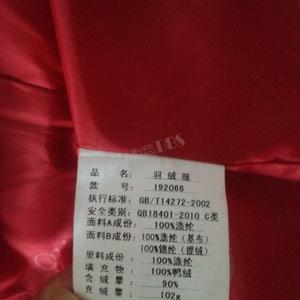 品 名: 羽绒服
款 号: 192066
执行标准: GB/T14272-2002
安全类别: GB18401-2010 C类
面料A成份: 100%涤纶
面料B成份: 100%涤纶(基布)
100%锦纶(提绒)
里料成份: 100%涤纶
填 充 物: 100%鸭绒
含 绒 量: 90%
充 绒 量: 102g